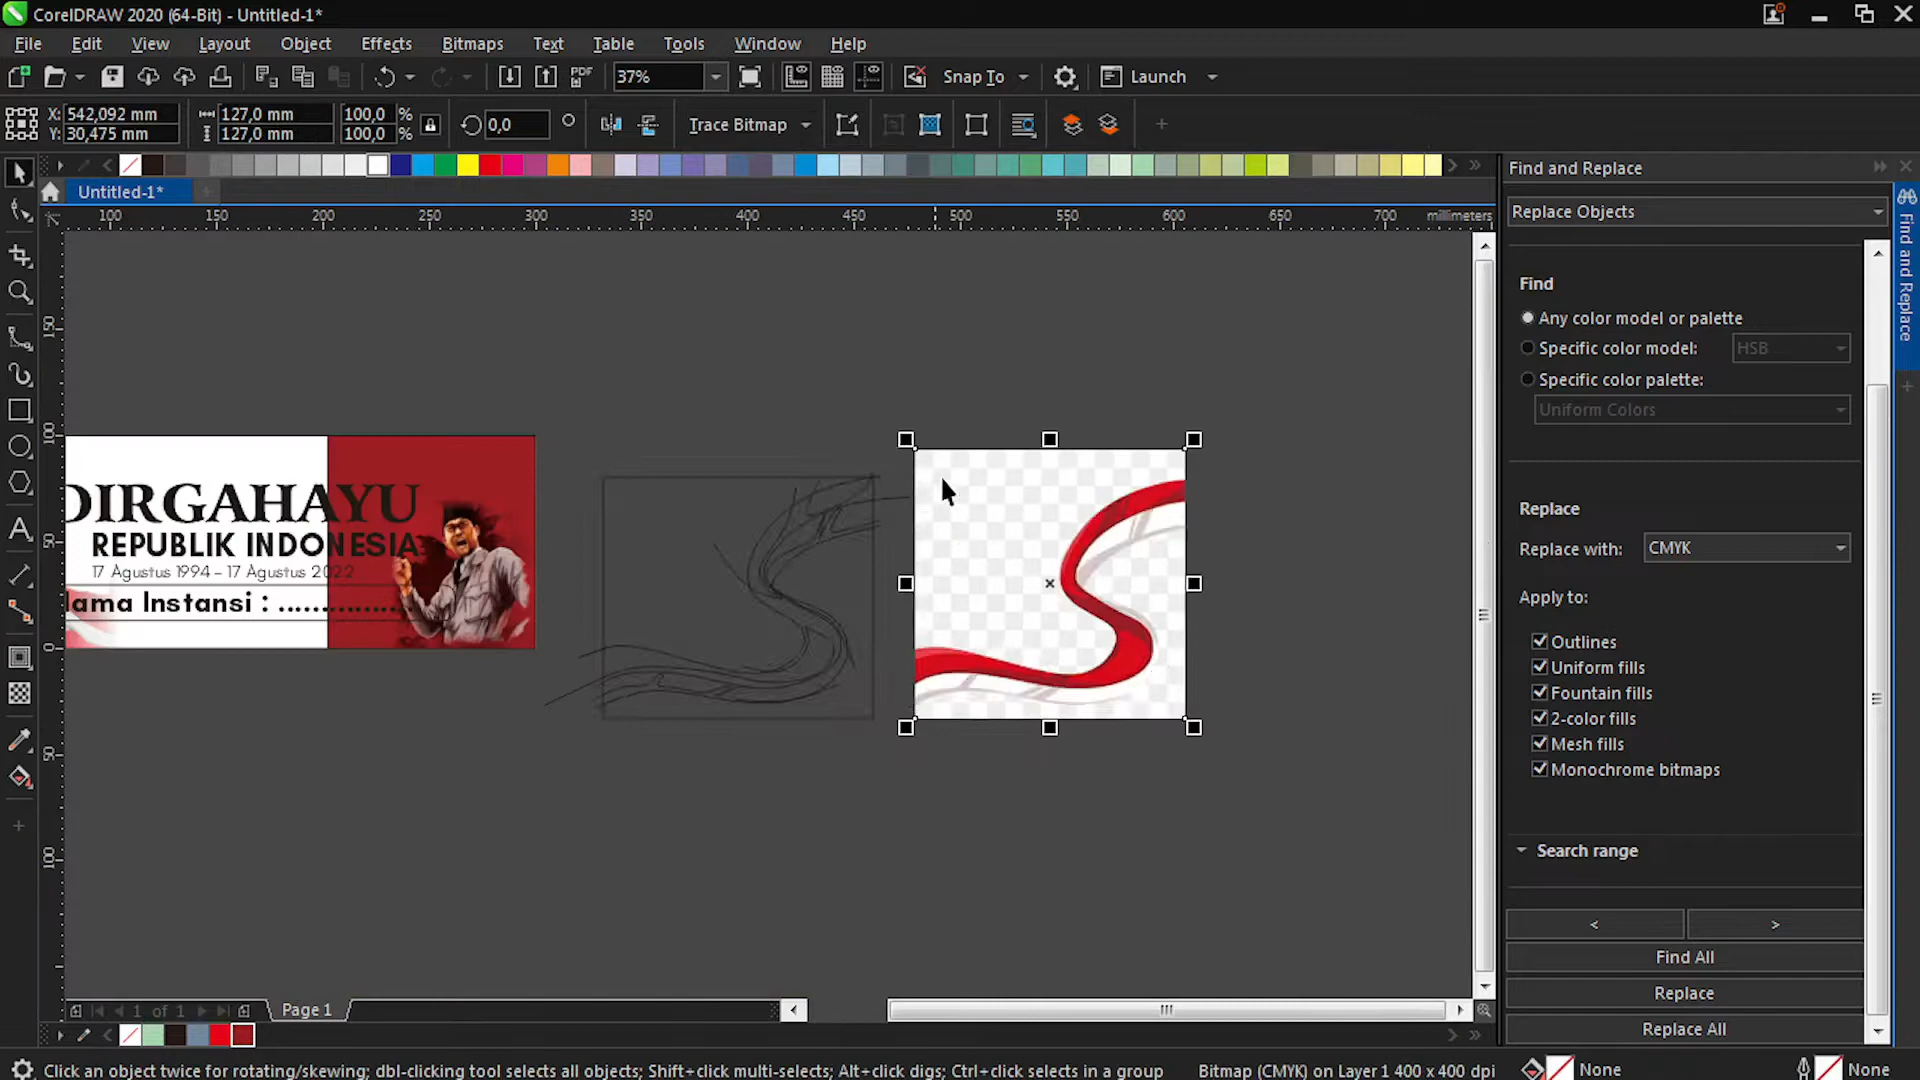 CorelDRAW 2020 (64-Bit) - Untitled-1*
File Edit View Layout Object Effects Bitmaps Text Table Tools Window Help
PDF 37% Snap To Launch
X: 542,092 mm 127,0 mm 100,0 % 0,0 ° Trace Bitmap
Y: 30,475 mm 127,0 mm 100,0 %
Untitled-1*
100 150 200 250 300 350 400 450 500 550 600 650 700 millimeters
150
100
50
0
50
100
DIRGAHAYU
REPUBLIK INDONESIA
17 Agustus 1994 - 17 Agustus 2022
ama Instansi : ...............
Find and Replace
Replace Objects
Find
Any color model or palette
Specific color model: HSB
Specific color palette:
Uniform Colors
Replace
Replace with: CMYK
Apply to:
Outlines
Uniform fills
Fountain fills
2-color fills
Mesh fills
Monochrome bitmaps
Search range
< >
Find All
Replace
Replace All
Find and Replace
1 of 1 Page 1
Click an object twice for rotating/skewing; dbl-clicking tool selects all objects; Shift+click multi-selects; Alt+click digs; Ctrl+click selects in a group Bitmap (CMYK) on Layer 1 400 x 400 dpi None None